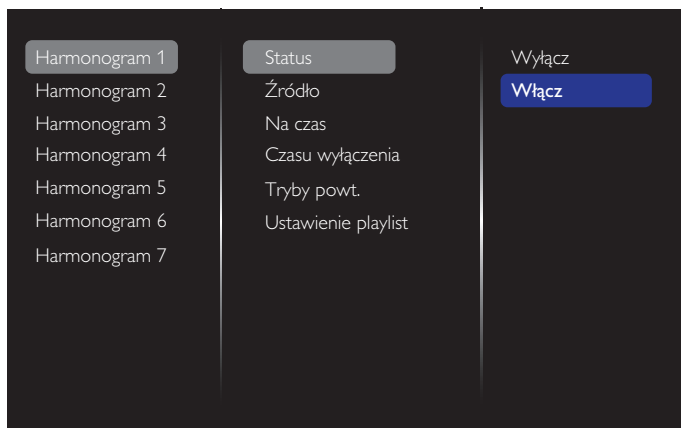 Harmonogram 1
Harmonogram 2
Harmonogram 3
Harmonogram 4
Harmonogram 5
Harmonogram 6
Harmonogram 7
Status
Źródło
Na czas
Czasu wyłączenia
Tryby powt.
Ustawienie playlist
Wyłącz
Włącz